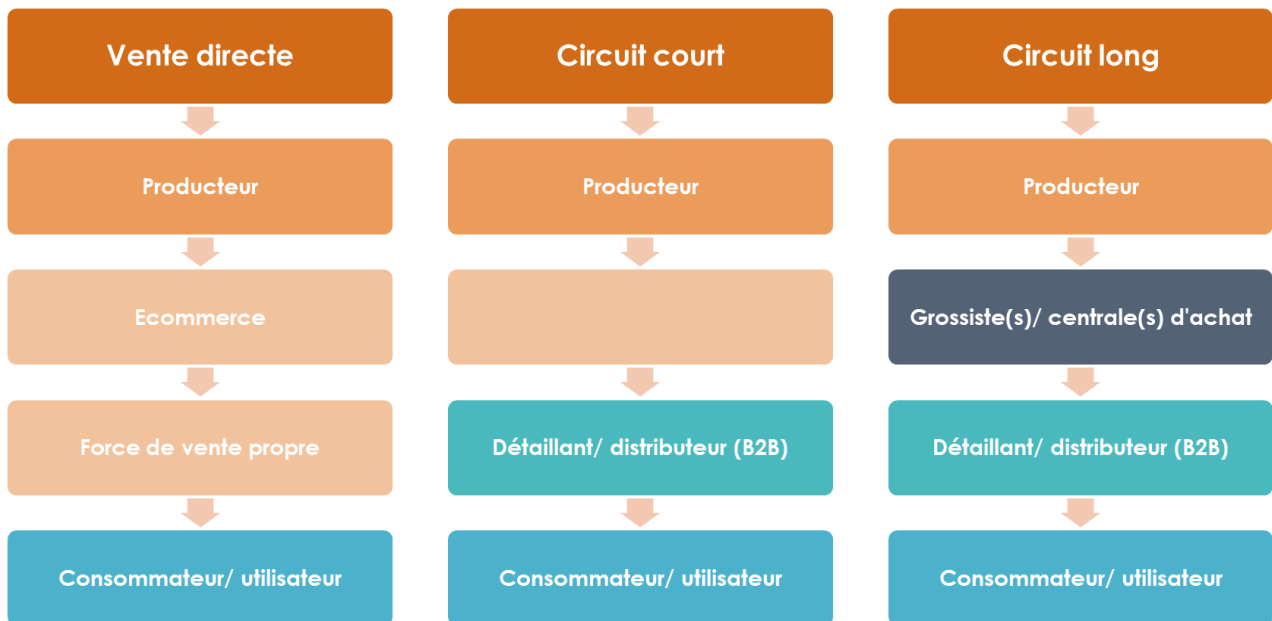 Vente directe
Producteur
Ecommerce
Force de vente propre
Consommateur/ utilisateur
Circuit court
Producteur
Détaillant/ distributeur (B2B)
Consommateur/ utilisateur
Circuit long
Producteur
Grossiste(s)/ centrale(s) d'achat
Détaillant/ distributeur (B2B)
Consommateur/ utilisateur